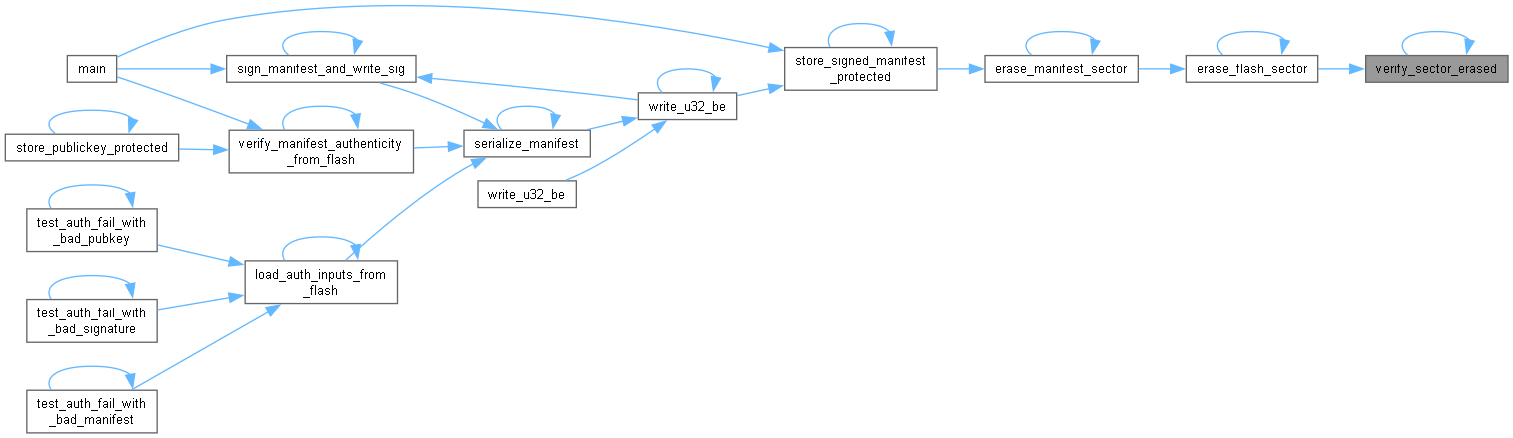 main
sign_manifest_and_write_sig
store_publickey_protected
verify_manifest_authenticity
_from_flash
test_auth_fail_with
_bad_pubkey
test_auth_fail_with
_bad_signature
test_auth_fail_with
_bad_manifest
load_auth_inputs_from
_flash
serialize_manifest
write_u32_be
write_u32_be
store_signed_manifest
_protected
erase_manifest_sector
erase_flash_sector
verify_sector_erased